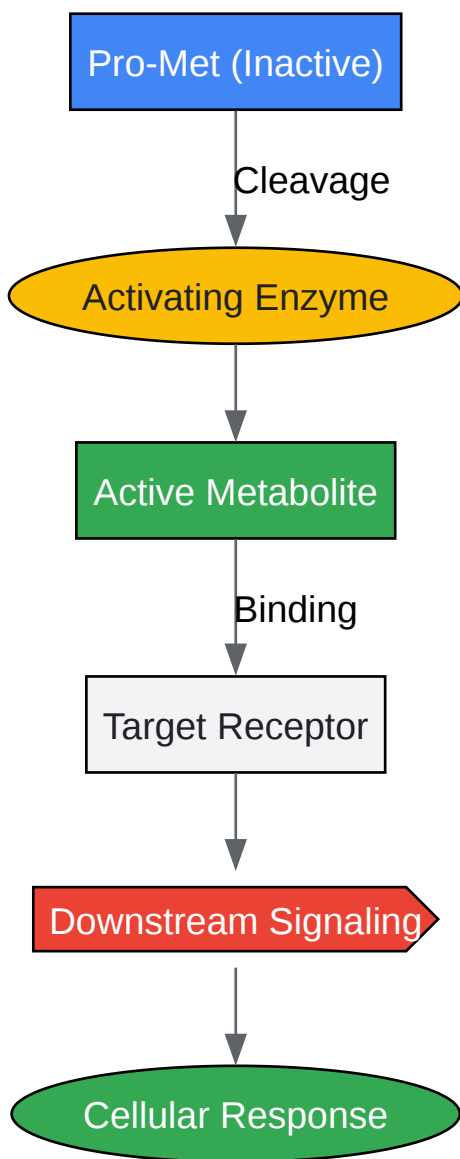 Pro-Met (Inactive)
Cleavage
Activating Enzyme
Active Metabolite
Binding
Target Receptor
Downstream Signaling
Cellular Response